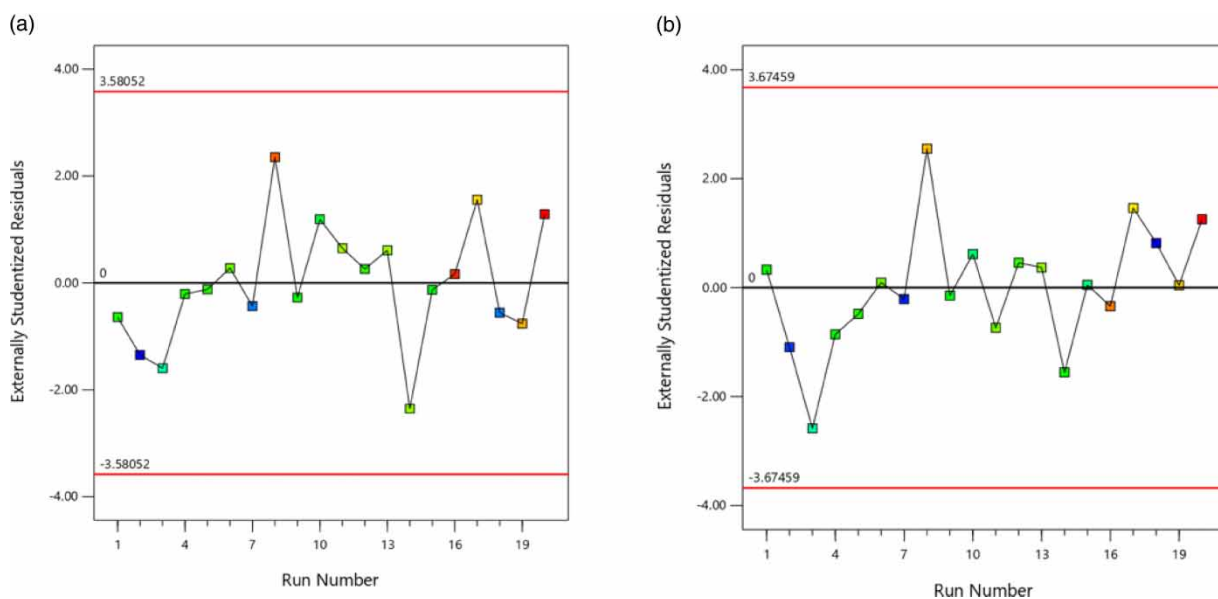 (a)
Externally Studentized Residuals
4.00
3.58052
2.00
0
0.00
-2.00
-3.58052
-4.00
1 4 7 10 13 16 19
Run Number
(b)
Externally Studentized Residuals
4.00
3.67459
2.00
0
0.00
-2.00
-3.67459
-4.00
1 4 7 10 13 16 19
Run Number